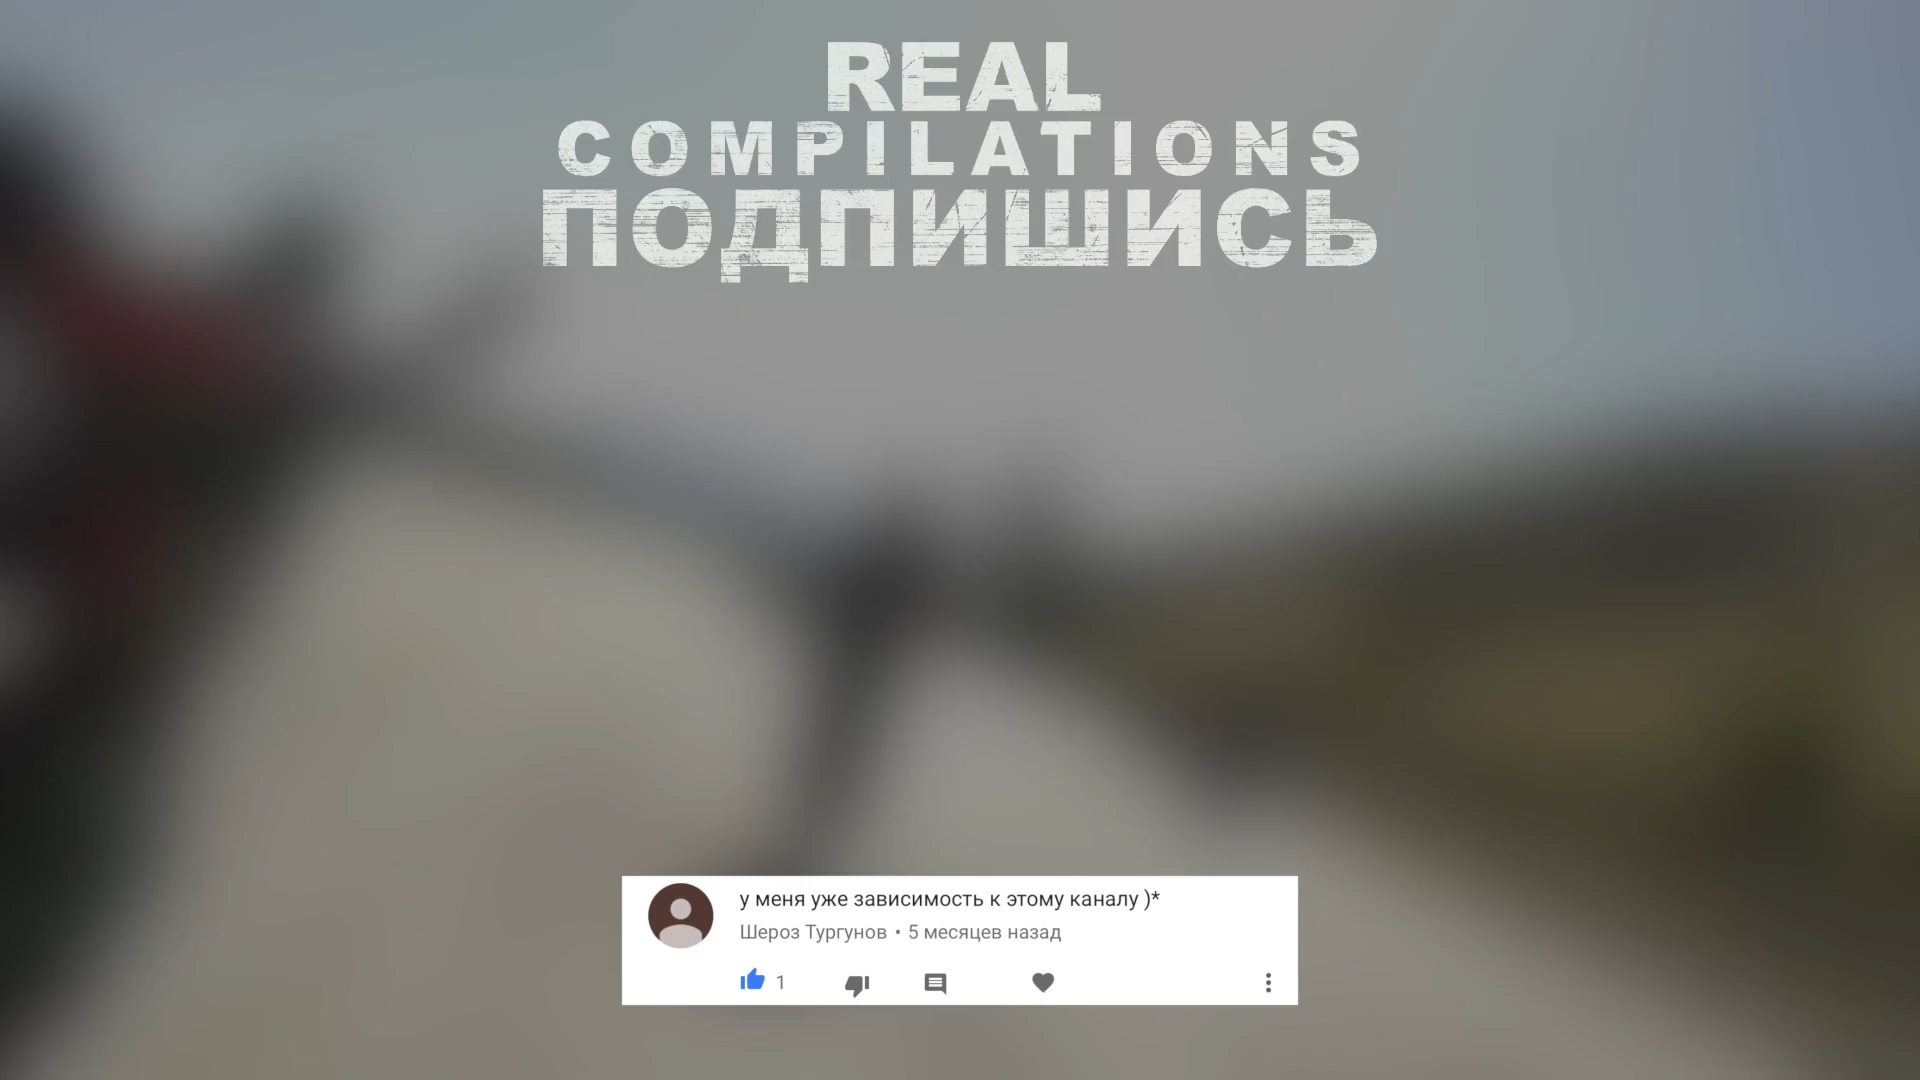 REAL
COMPILATIONS
ПОДПИШИСЬ
у меня уже зависимость к этому каналу )*
Шероз Тургунов • 5 месяцев назад
1